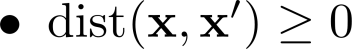 • dist(𝐱, 𝐱′) ≥ 0